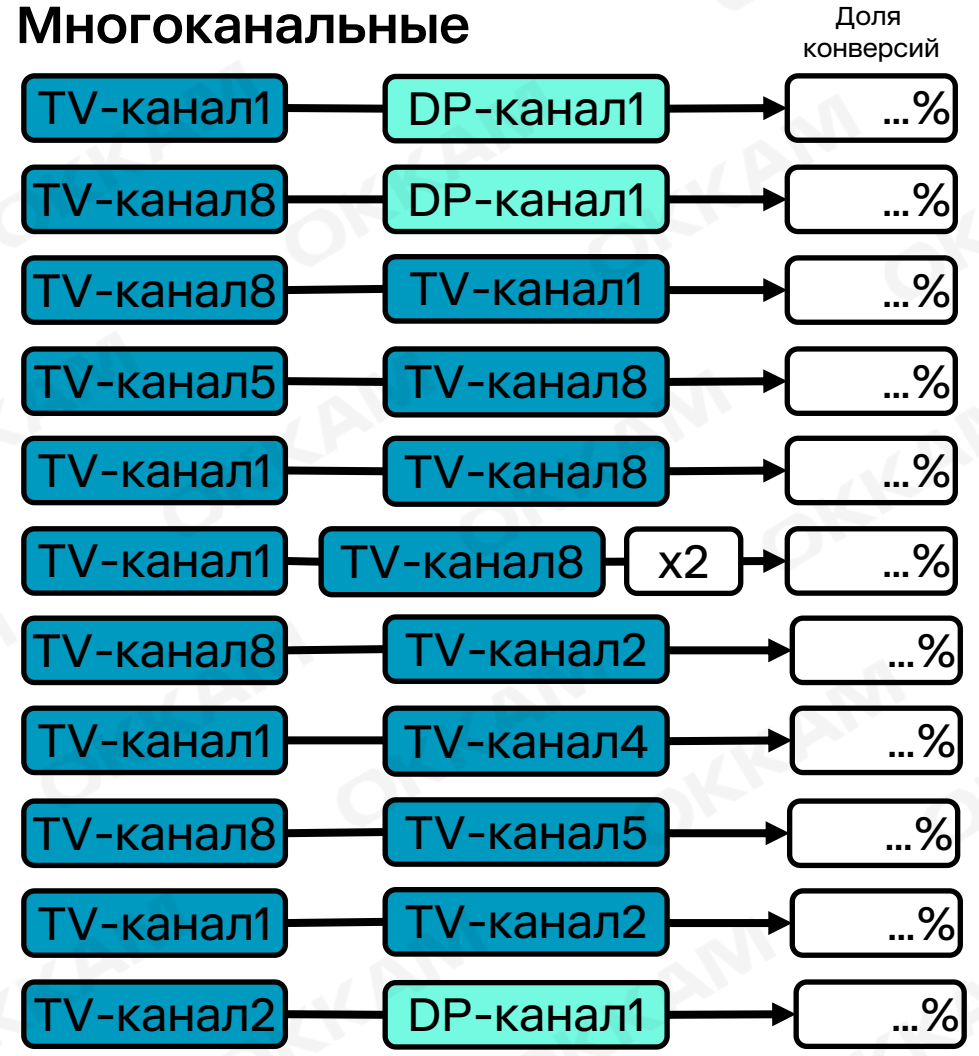 Многоканальные
Доля
конверсий
TV-канал1 DP-канал1 ...%
TV-канал8 DP-канал1 ...%
TV-канал8 TV-канал1 ...%
TV-канал5 TV-канал8 ...%
TV-канал1 TV-канал8 ...%
TV-канал1 TV-канал8 x2 ...%
TV-канал8 TV-канал2 ...%
TV-канал1 TV-канал4 ...%
TV-канал8 TV-канал5 ...%
TV-канал1 TV-канал2 ...%
TV-канал2 DP-канал1 ...%
OKKAM